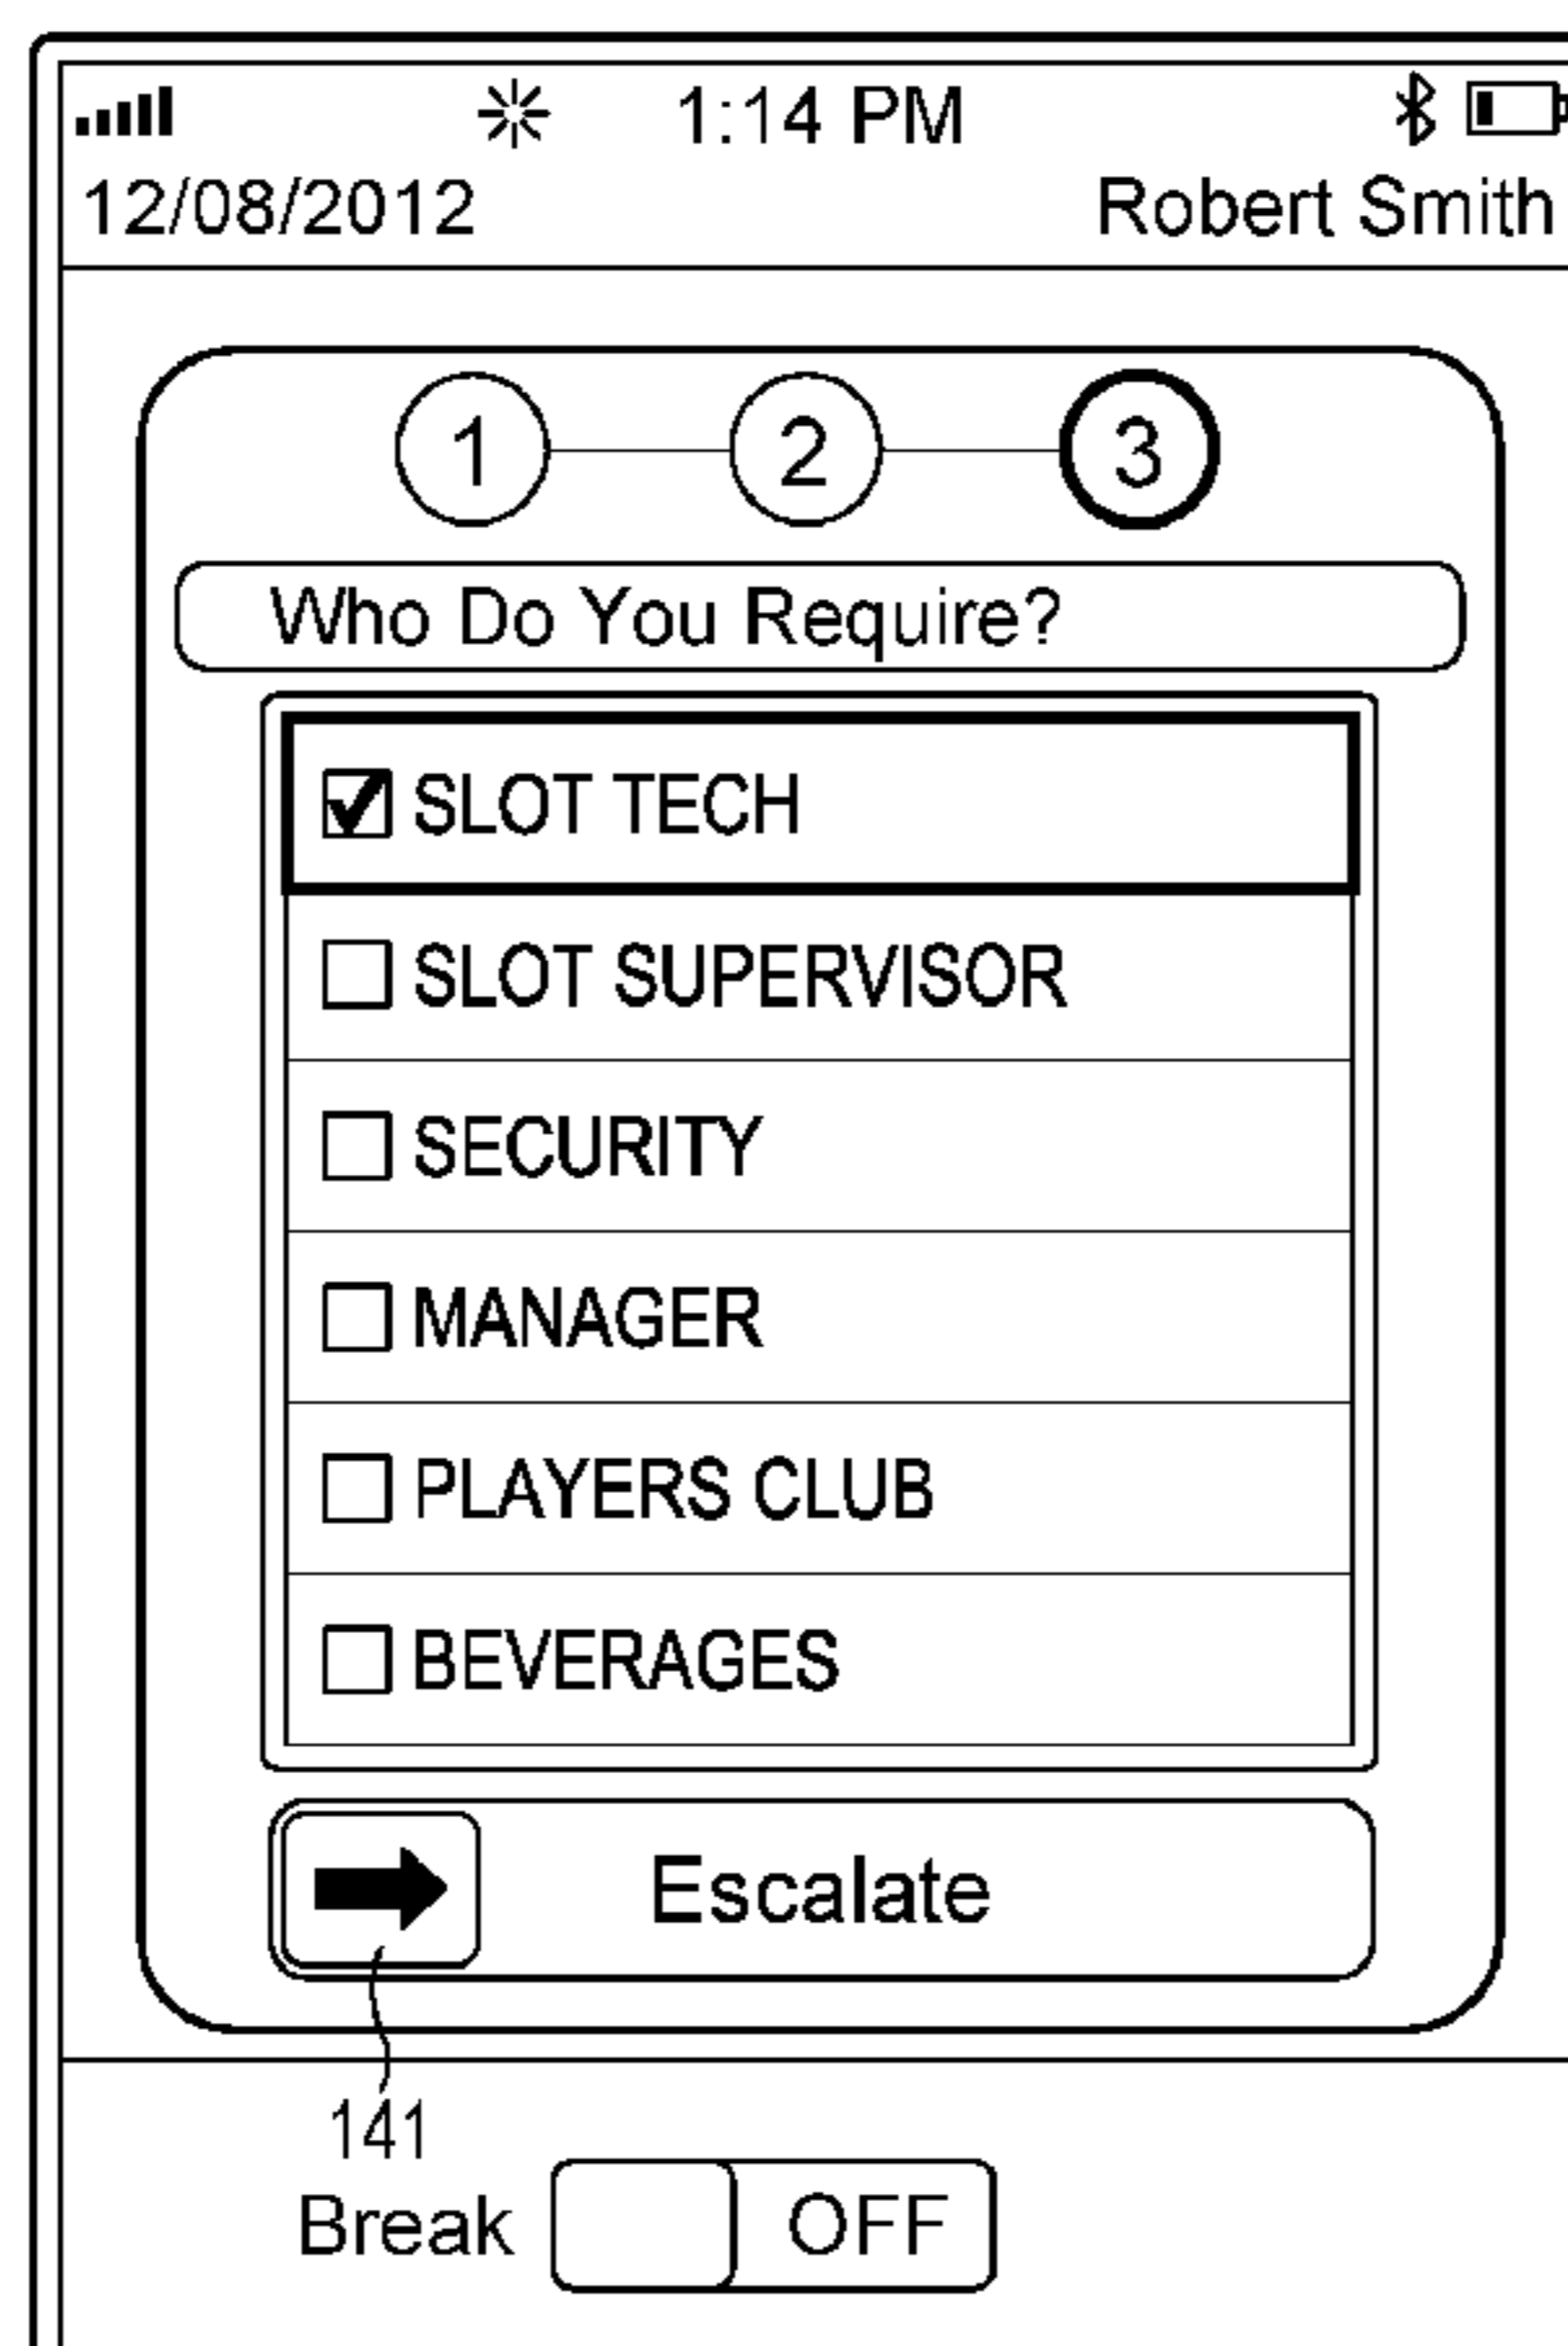 1:14 PM
12/08/2012 Robert Smith
1 2 3
Who Do You Require?
SLOT TECH
SLOT SUPERVISOR
SECURITY
MANAGER
PLAYERS CLUB
BEVERAGES
Escalate
141
Break OFF